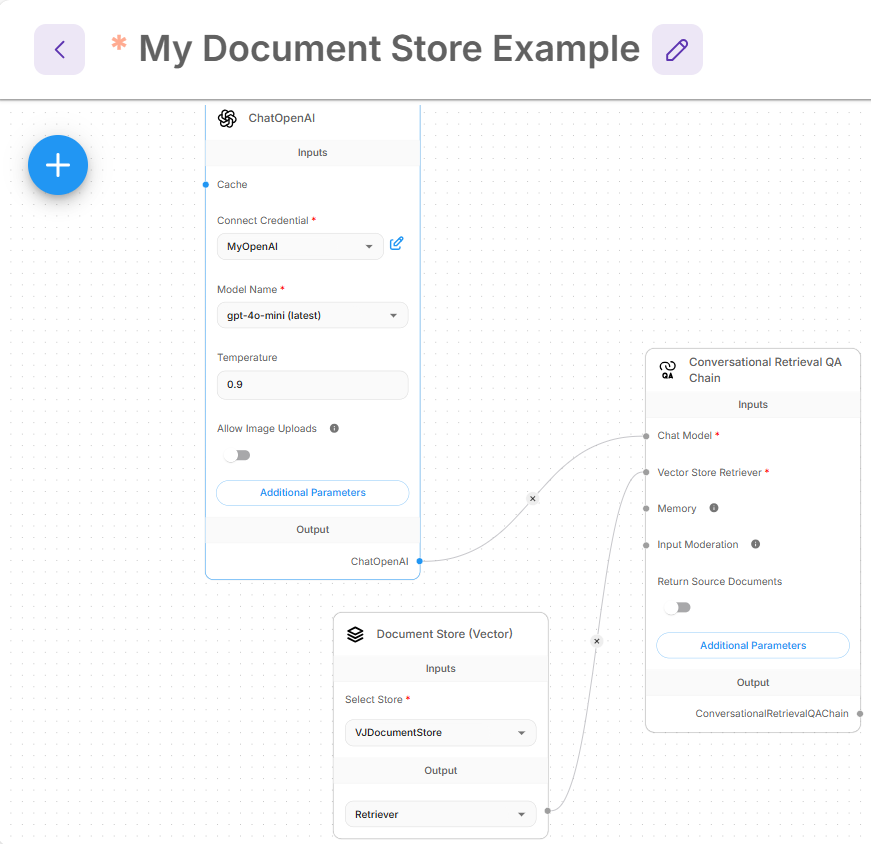 * My Document Store Example
ChatOpenAI
Inputs
Cache
Connect Credential *
MyOpenAI
Model Name *
gpt-4o-mini (latest)
Temperature
0.9
Allow Image Uploads
Additional Parameters
Output
ChatOpenAI
Document Store (Vector)
Inputs
Select Store *
VJDocumentStore
Output
Retriever
QA
Conversational Retrieval QA
Chain
Inputs
Chat Model *
Vector Store Retriever *
Memory
Input Moderation
Return Source Documents
Additional Parameters
Output
ConversationalRetrievalQAChain